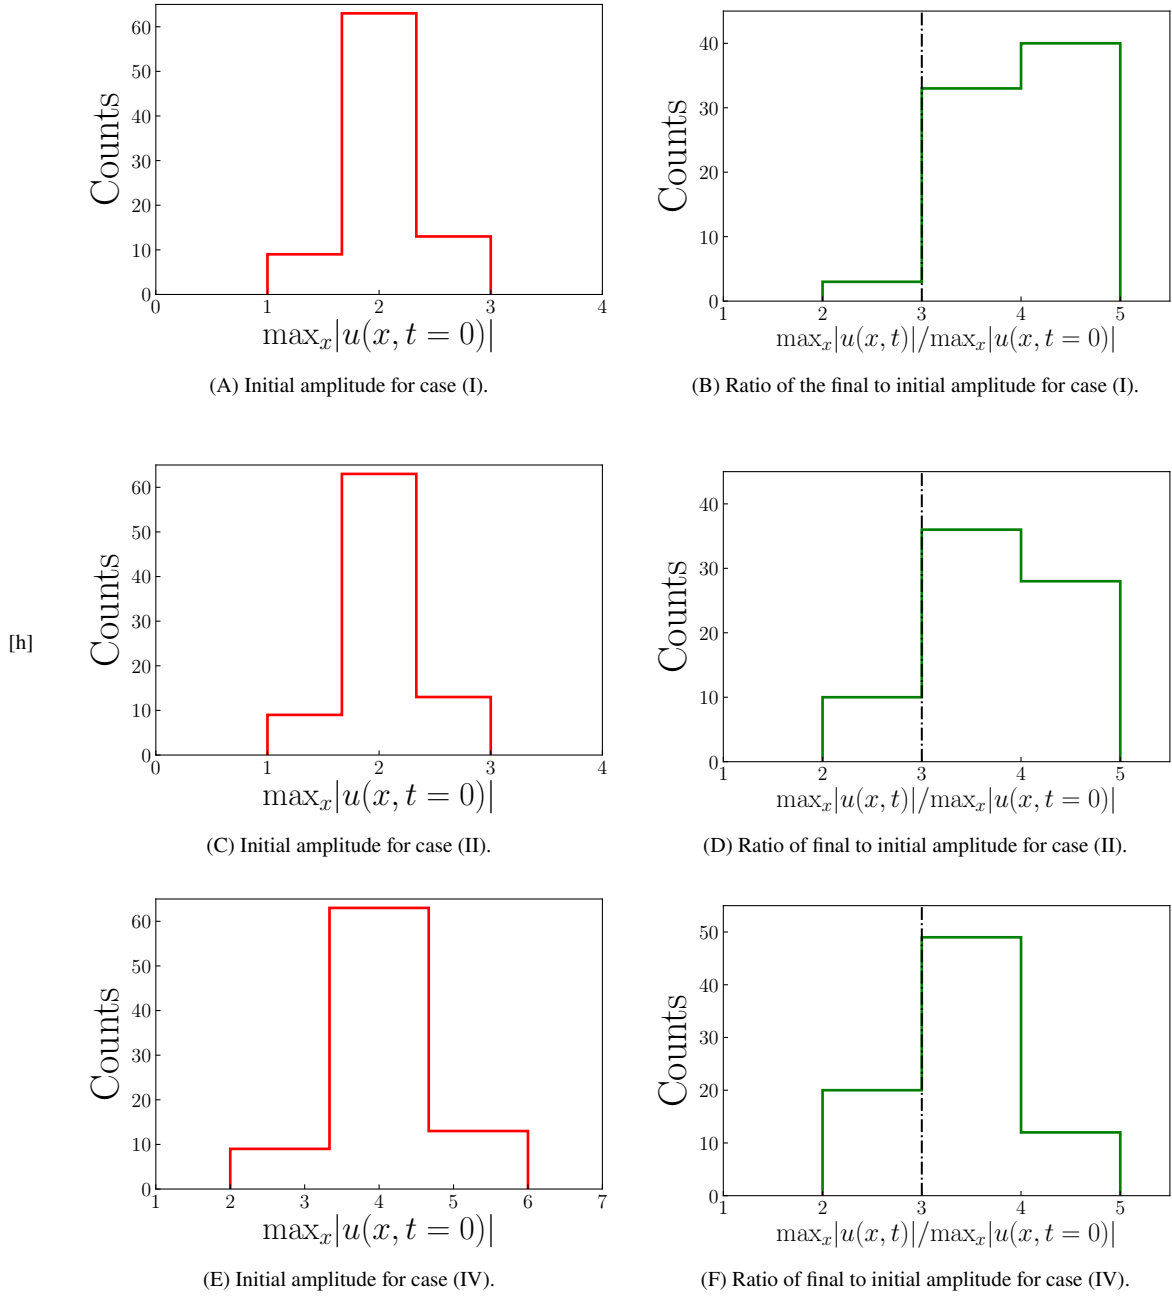 60
50
40
30
20
10
0
Counts
0 1 2 3 4
max_x|u(x, t = 0)|
(A) Initial amplitude for case (I).
40
30
20
10
0
Counts
1 2 3 4 5
max_x|u(x, t)|/max_x|u(x, t = 0)|
(B) Ratio of the final to initial amplitude for case (I).
[h]
60
50
40
30
20
10
0
Counts
0 1 2 3 4
max_x|u(x, t = 0)|
(C) Initial amplitude for case (II).
40
30
20
10
0
Counts
1 2 3 4 5
max_x|u(x, t)|/max_x|u(x, t = 0)|
(D) Ratio of final to initial amplitude for case (II).
60
50
40
30
20
10
0
Counts
1 2 3 4 5 6 7
max_x|u(x, t = 0)|
(E) Initial amplitude for case (IV).
50
40
30
20
10
0
Counts
1 2 3 4 5
max_x|u(x, t)|/max_x|u(x, t = 0)|
(F) Ratio of final to initial amplitude for case (IV).